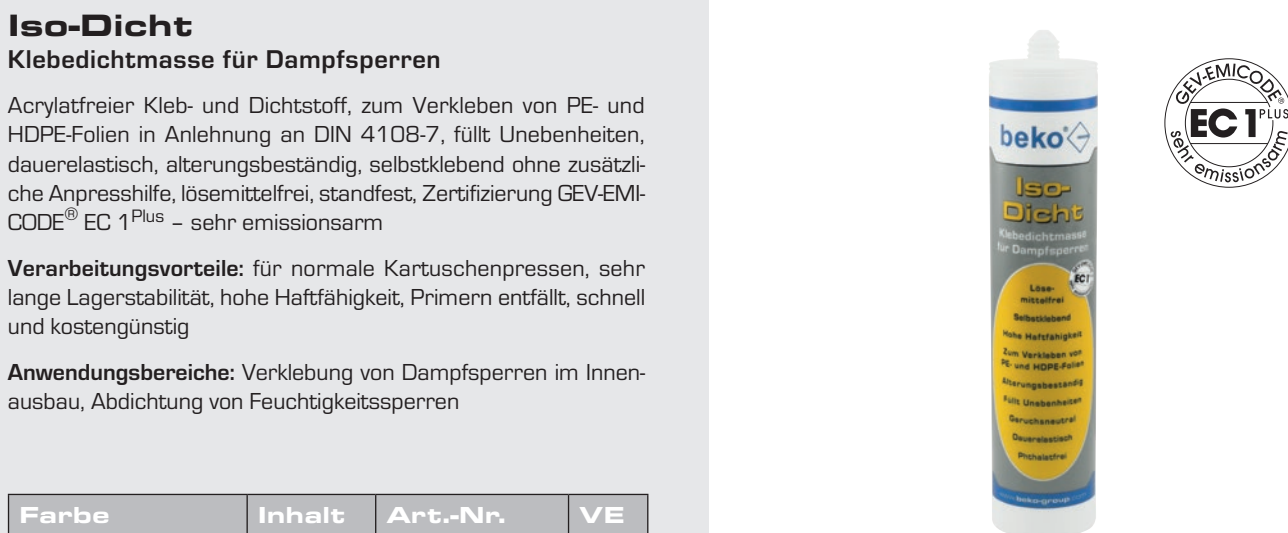 Iso-Dicht
Klebedichtmasse für Dampfsperren
Acrylatfreier Kleb- und Dichtstoff, zum Verkleben von PE- und
HDPE-Folien in Anlehnung an DIN 4108-7, füllt Unebenheiten,
dauerelastisch, alterungsbeständig, selbstklebend ohne zusätzli-
che Anpresshilfe, lösemittelfrei, standfest, Zertifizierung GEV-EMI-
CODE® EC 1Plus – sehr emissionsarm
Verarbeitungsvorteile: für normale Kartuschenpressen, sehr
lange Lagerstabilität, hohe Haftfähigkeit, Primern entfällt, schnell
und kostengünstig
Anwendungsbereiche: Verklebung von Dampfsperren im Innen-
ausbau, Abdichtung von Feuchtigkeitssperren
Farbe Inhalt Art.-Nr. VE
beko®
Iso-
Dicht
Klebedichtmasse
für Dampfsperren
EC1
Löse-
mittelfrei
Selbstklebend
Hohe Haftfähigkeit
Zum Verkleben von
PE- und HDPE-Folien
Alterungsbeständig
Füllt Unebenheiten
Geruchsneutral
Dauerelastisch
Phthalatfrei
beko-group
GEV-EMICODE®
EC 1 PLUS
sehr emissionsarm